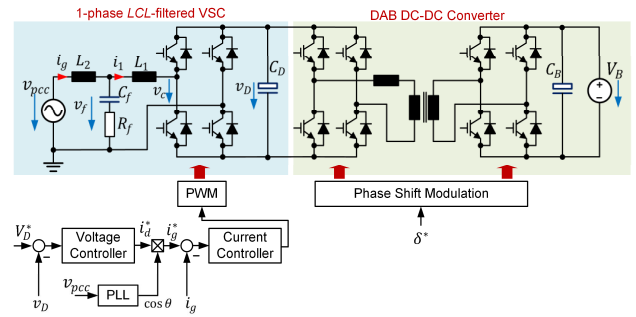 1-phase LCL-filtered VSC
DAB DC-DC Converter
i_g L_2 i_1 L_1
v_pcc
v_f
C_f
R_f
v_c
v_D
C_D
C_B
V_B
+
−
PWM
Phase Shift Modulation
δ*
V_D^*
−
Voltage Controller
i_d^*
i_g^*
−
Current Controller
v_D
v_pcc
PLL
cos θ
i_g